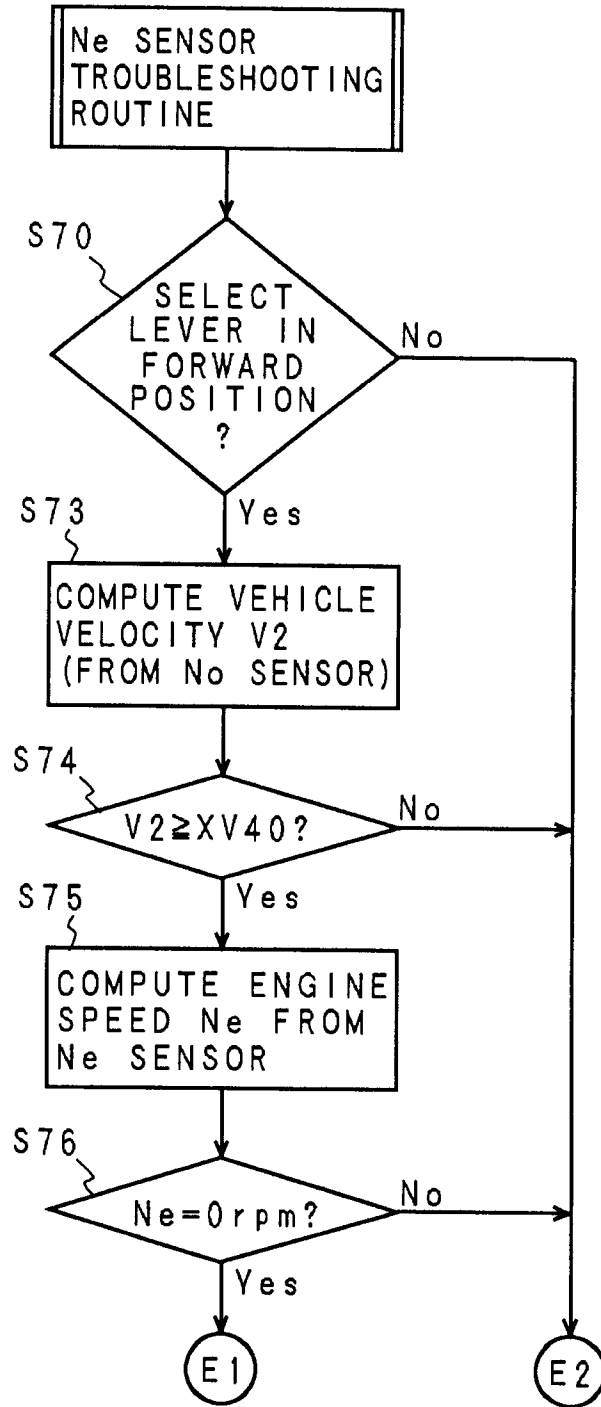 Ne SENSOR
TROUBLESHOOTING
ROUTINE
S70
SELECT
LEVER IN
FORWARD
POSITION
?
No
Yes
S73
COMPUTE VEHICLE
VELOCITY V2
(FROM No SENSOR)
S74
V2≧XV40?
No
Yes
S75
COMPUTE ENGINE
SPEED Ne FROM
Ne SENSOR
S76
Ne=0rpm?
No
Yes
E1
E2